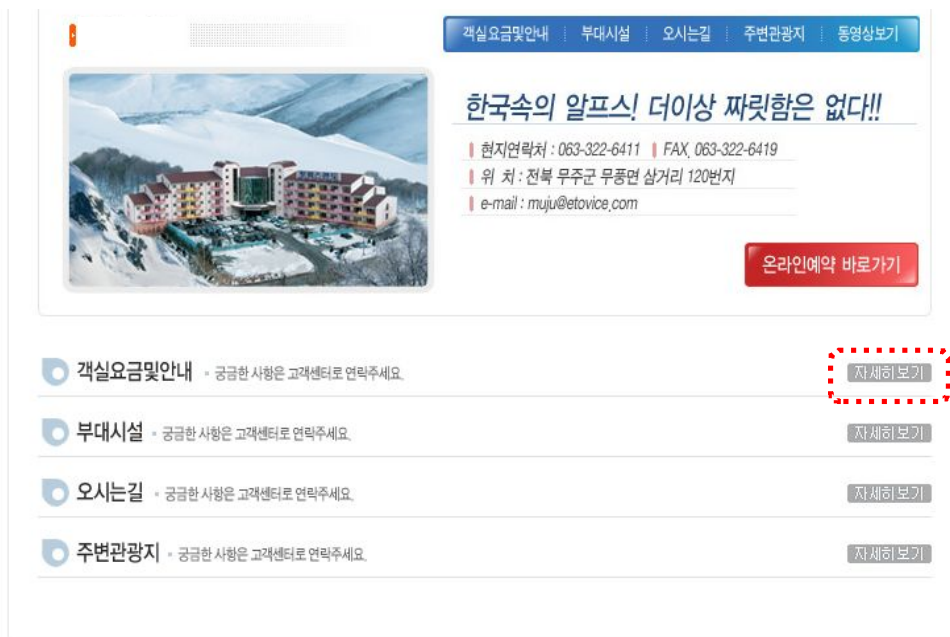 객실요금및안내 부대시설 오시는길 주변관광지 동영상보기
한국속의 알프스! 더이상 짜릿함은 없다!!
현지연락처 : 063-322-6411 FAX. 063-322-6419
위 치 : 전북 무주군 무풍면 삼거리 120번지
e-mail : muju@etovice.com
온라인예약 바로가기
객실요금및안내 궁금한 사항은 고객센터로 연락주세요. 자세히보기
부대시설 궁금한 사항은 고객센터로 연락주세요. 자세히보기
오시는길 궁금한 사항은 고객센터로 연락주세요. 자세히보기
주변관광지 궁금한 사항은 고객센터로 연락주세요. 자세히보기